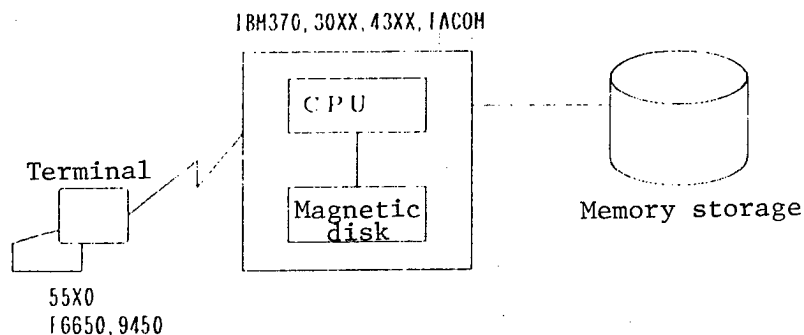 IBM370, 30XX, 43XX, FACOM
CPU
Terminal
Magnetic
disk
Memory storage
55X0
F6650, 9450